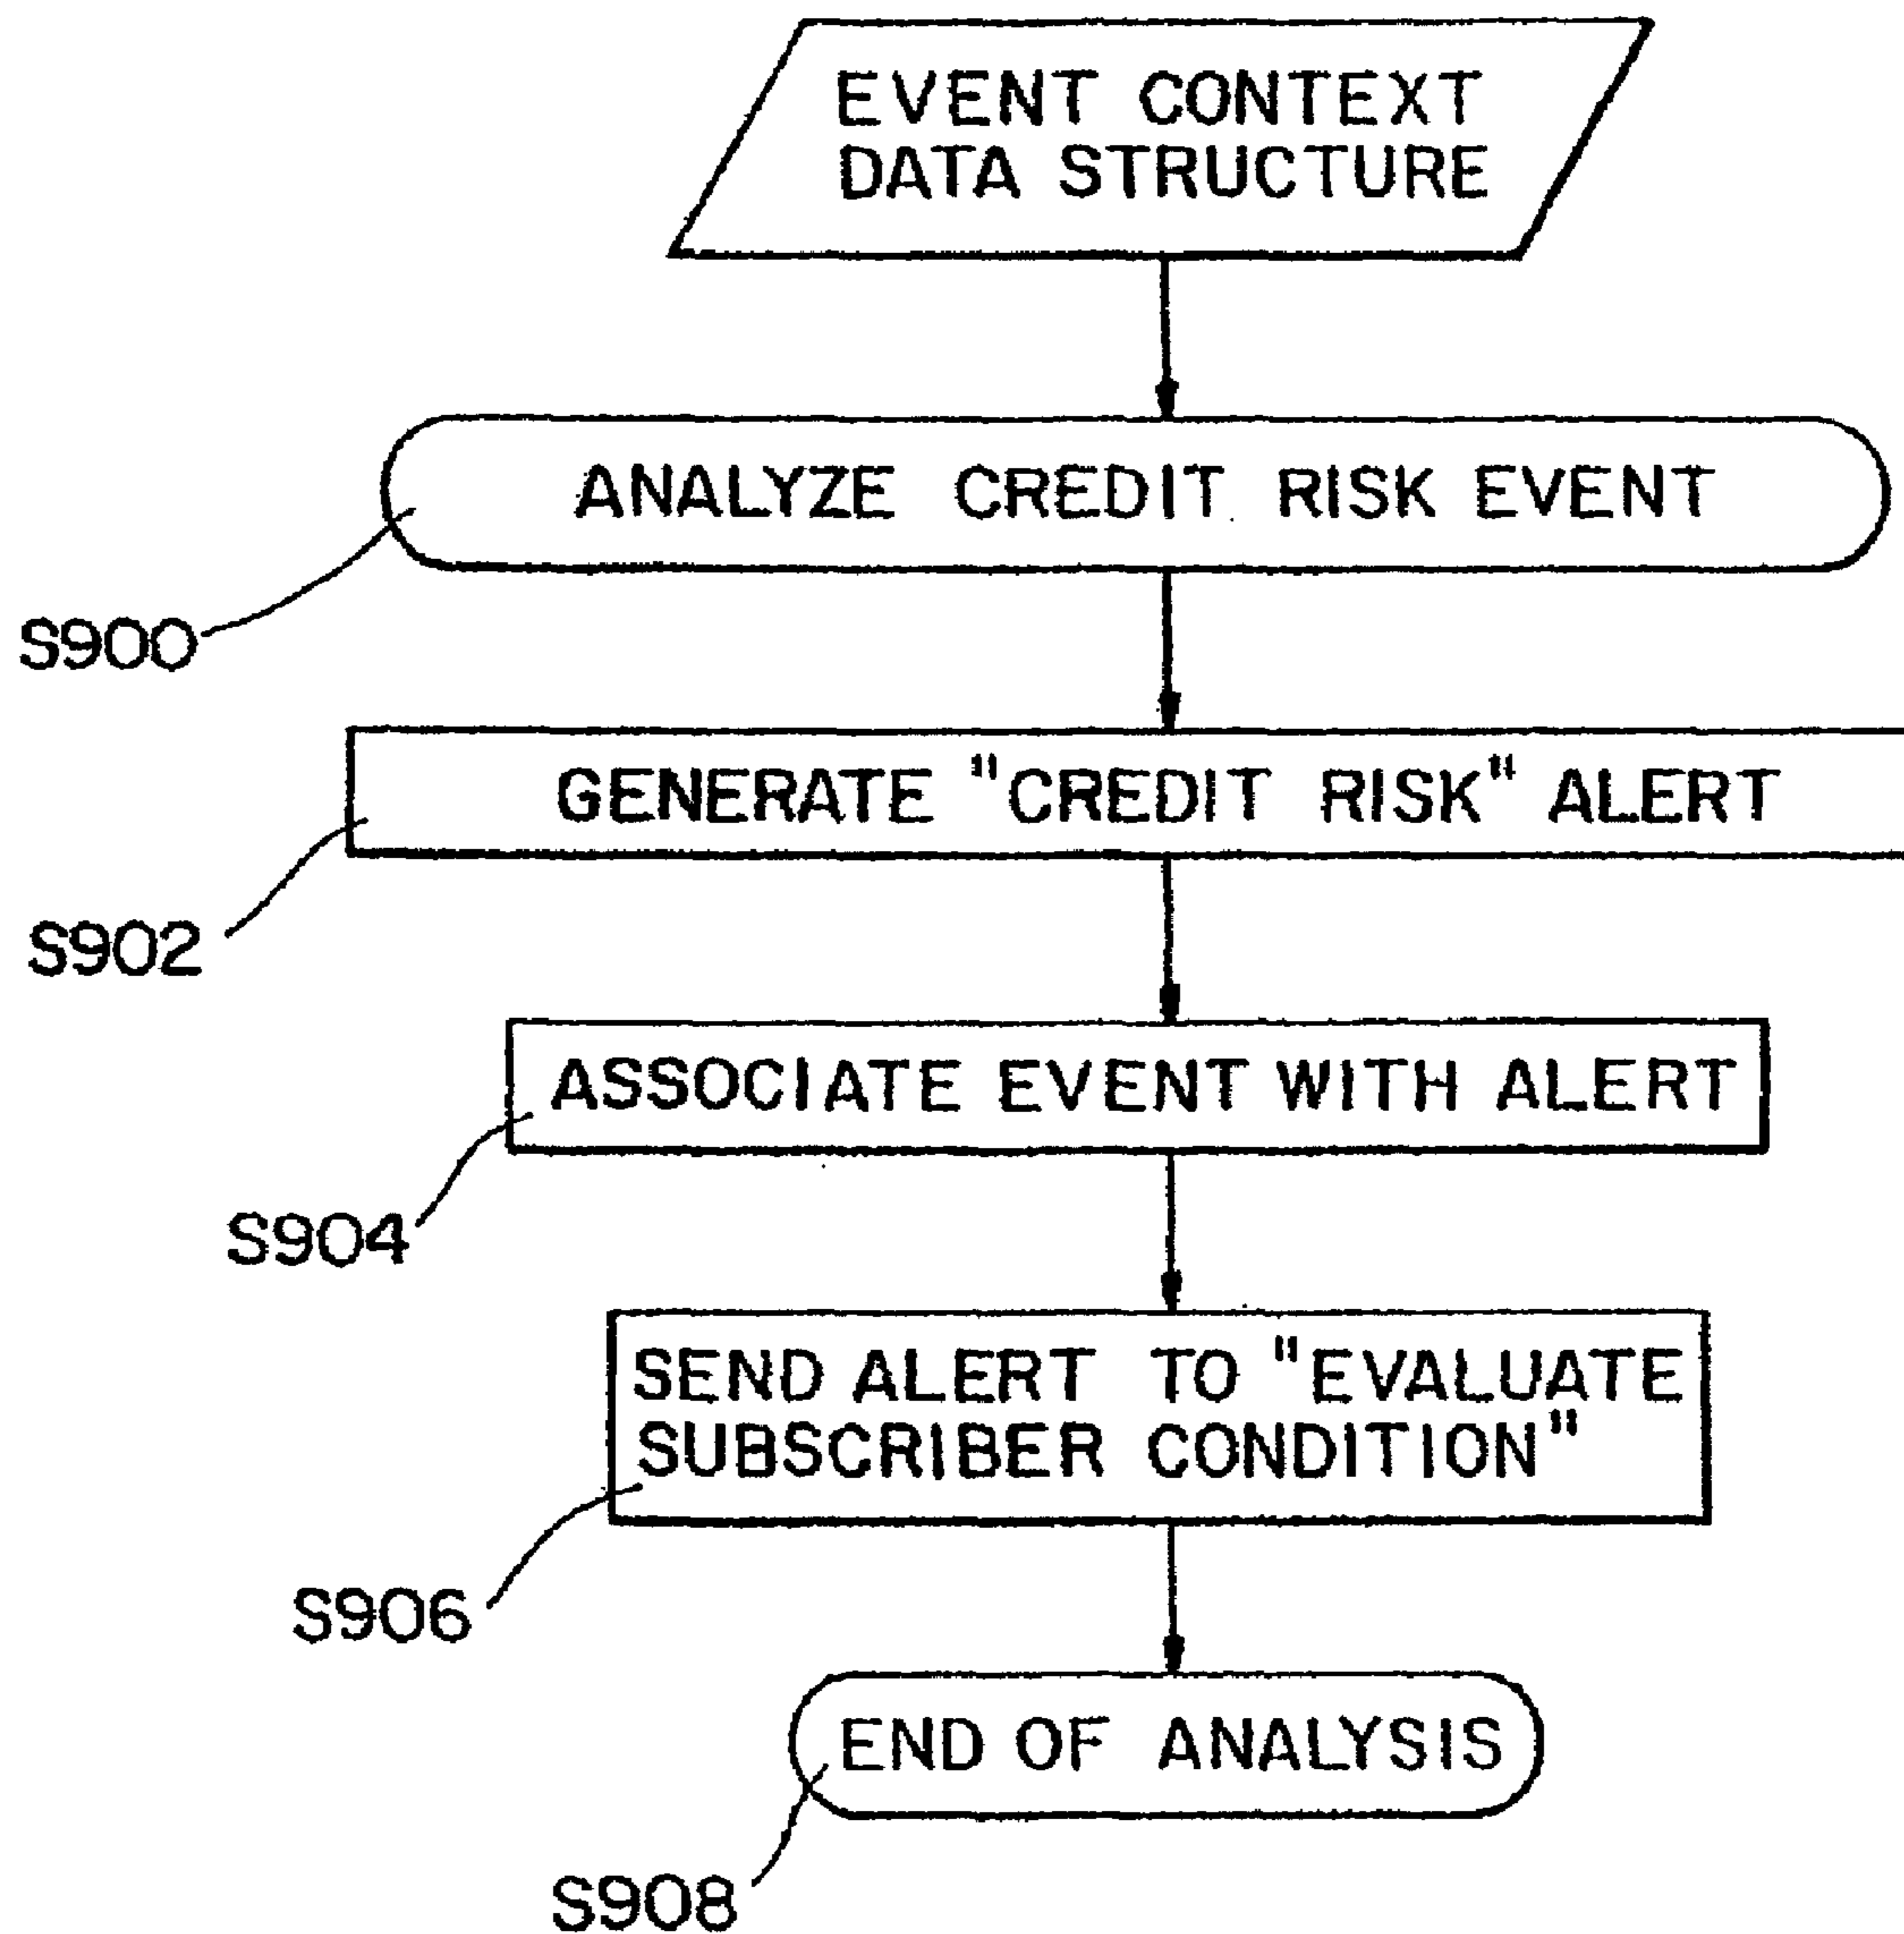 EVENT CONTEXT
DATA STRUCTURE
ANALYZE CREDIT RISK EVENT
S900
GENERATE "CREDIT RISK" ALERT
S902
ASSOCIATE EVENT WITH ALERT
S904
SEND ALERT TO "EVALUATE
SUBSCRIBER CONDITION"
S906
END OF ANALYSIS
S908